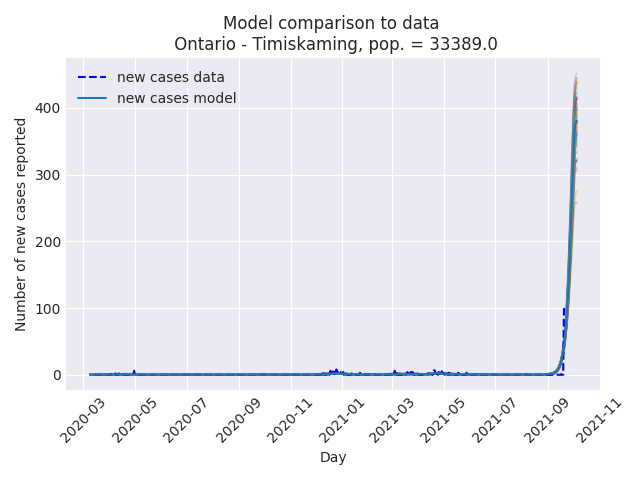 Model comparison to data
Ontario - Timiskaming, pop. = 33389.0
new cases data
new cases model
Number of new cases reported
400
300
200
100
0
2020-03
2020-05
2020-07
2020-09
2020-11
2021-01
2021-03
2021-05
2021-07
2021-09
2021-11
Day